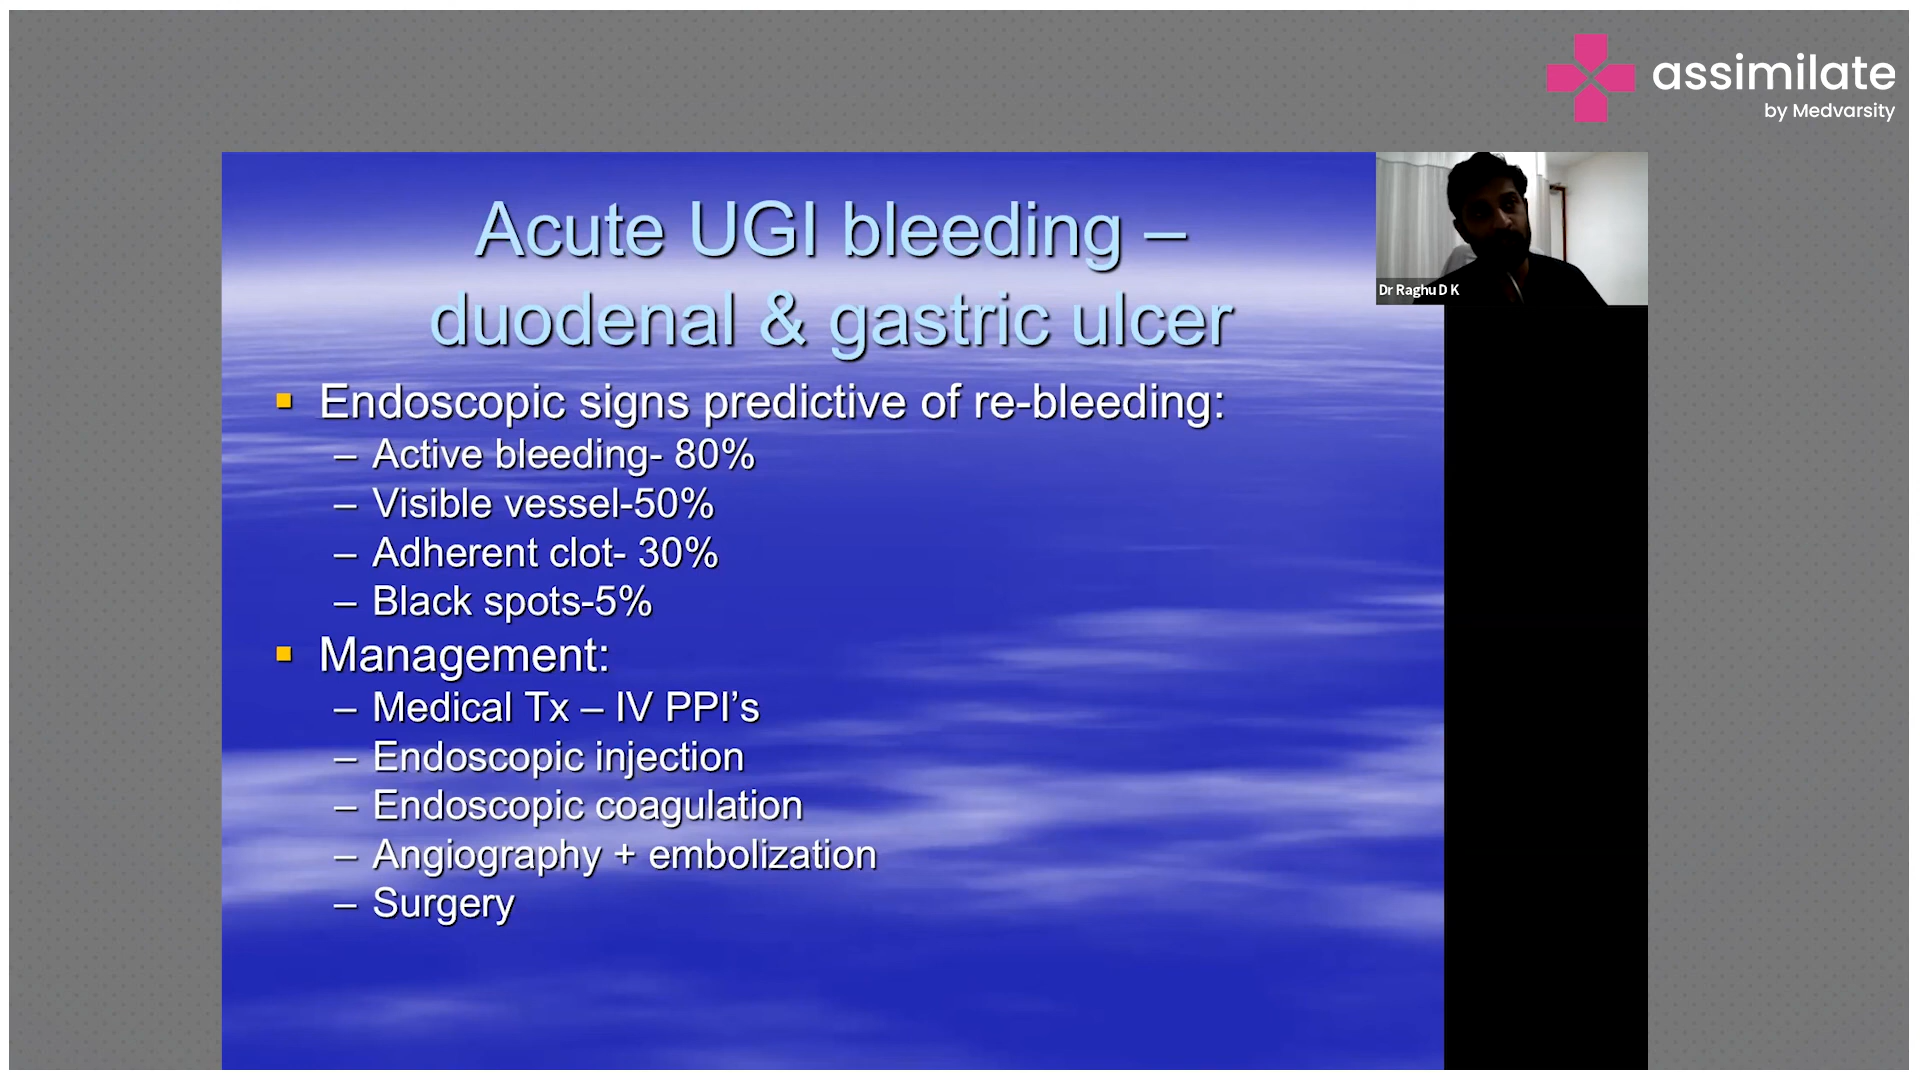 assimilate
by Medvarsity
Acute UGI bleeding –
duodenal & gastric ulcer
Dr Raghu D K
▪ Endoscopic signs predictive of re-bleeding:
– Active bleeding- 80%
– Visible vessel-50%
– Adherent clot- 30%
– Black spots-5%
▪ Management:
– Medical Tx – IV PPI’s
– Endoscopic injection
– Endoscopic coagulation
– Angiography + embolization
– Surgery